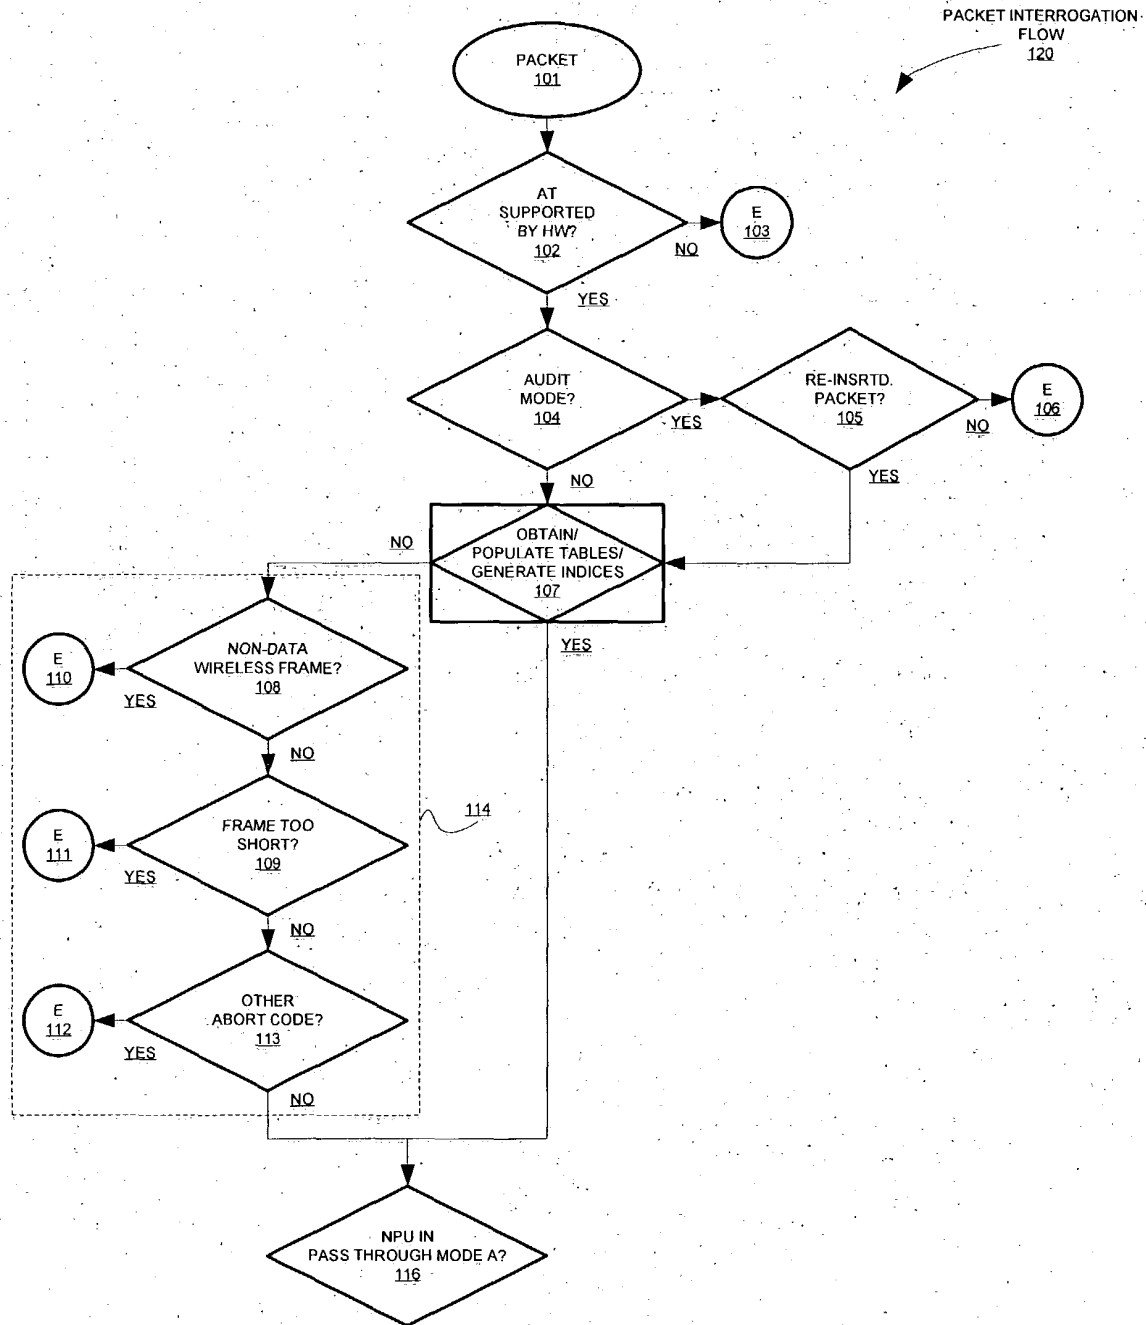 PACKET INTERROGATION
FLOW
120
PACKET
101
AT
SUPPORTED
BY HW?
102
NO
E
103
YES
AUDIT
MODE?
104
YES
RE-INSRTD.
PACKET?
105
NO
E
106
NO
YES
OBTAIN/
POPULATE TABLES/
GENERATE INDICES
107
NO
YES
NON-DATA
WIRELESS FRAME?
108
E
110
YES
NO
114
FRAME TOO
SHORT?
109
E
111
YES
NO
OTHER
ABORT CODE?
113
E
112
YES
NO
NPU IN
PASS THROUGH MODE A?
116